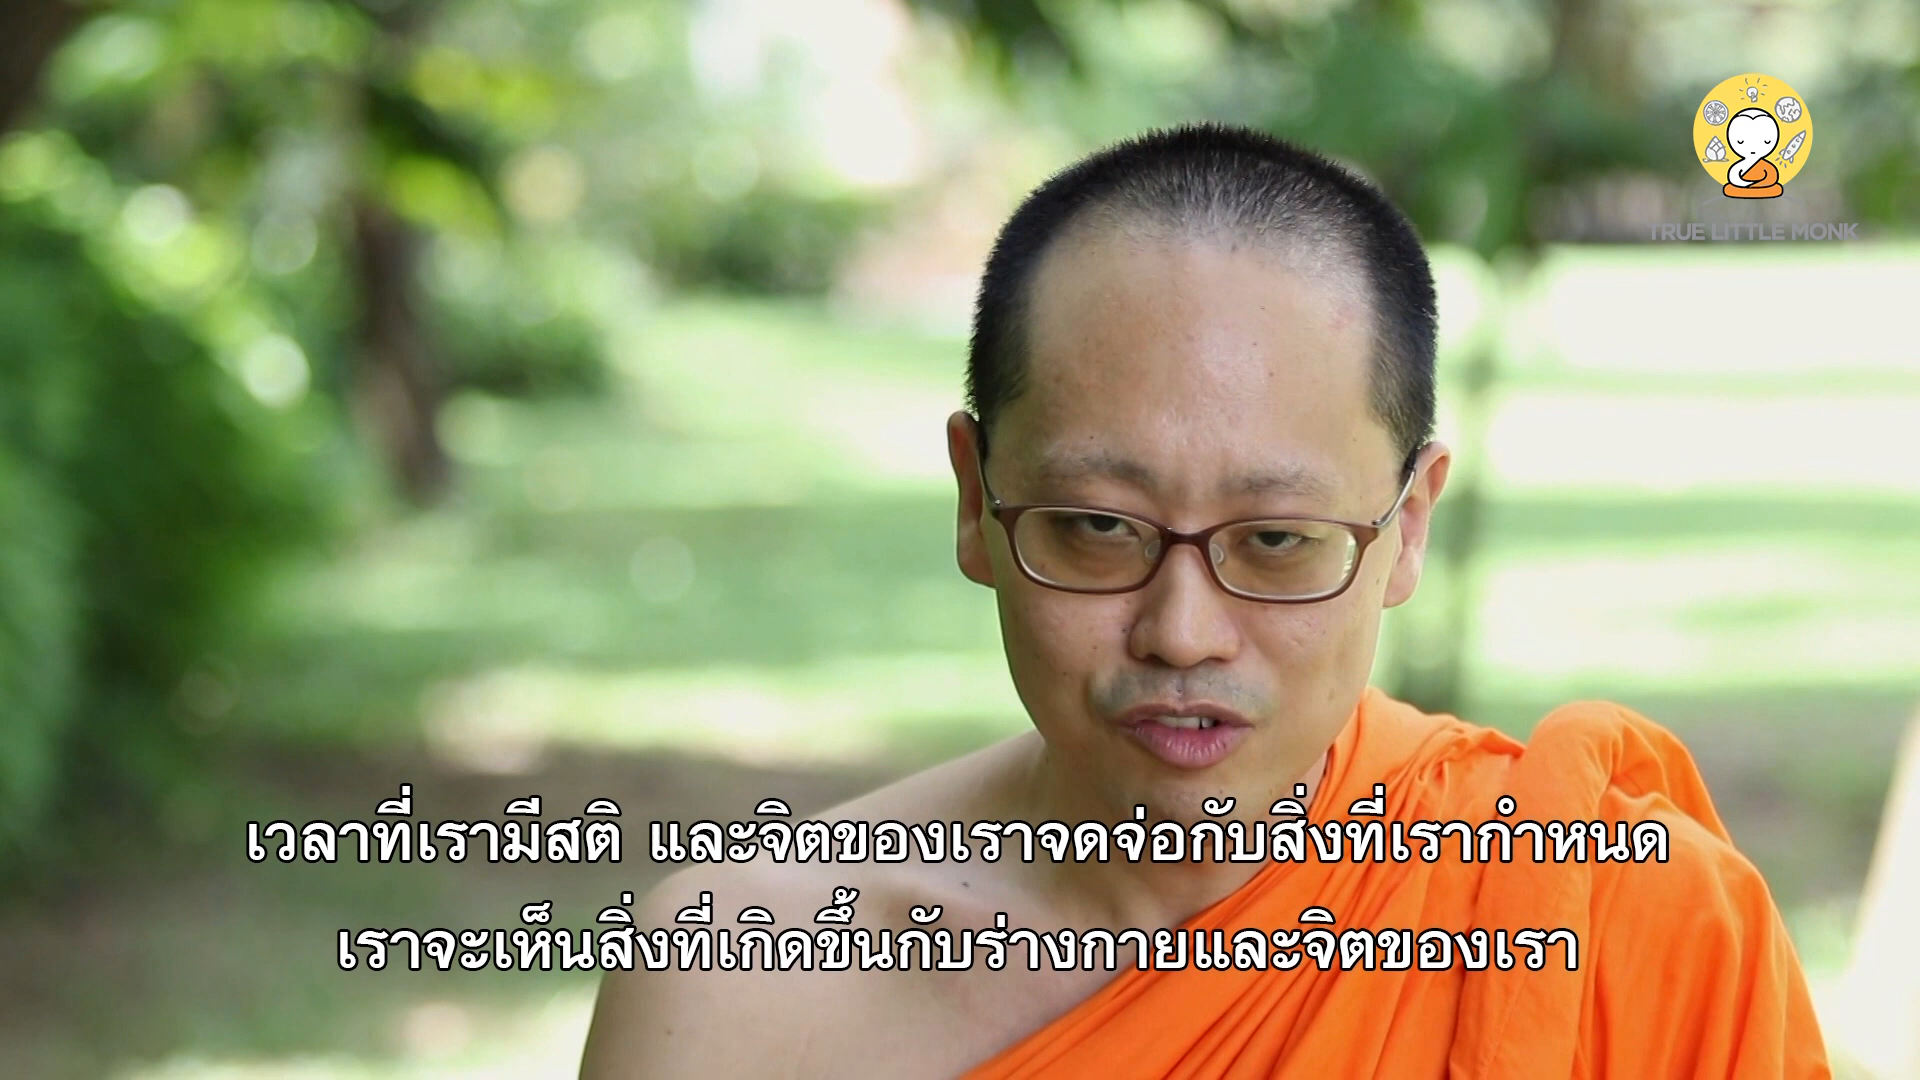 TRUE LITTLE MONK
เวลาที่เรามีสติ และจิตของเราจดจ่อกับสิ่งที่เรากำหนด
เราจะเห็นสิ่งที่เกิดขึ้นกับร่างกายและจิตของเรา